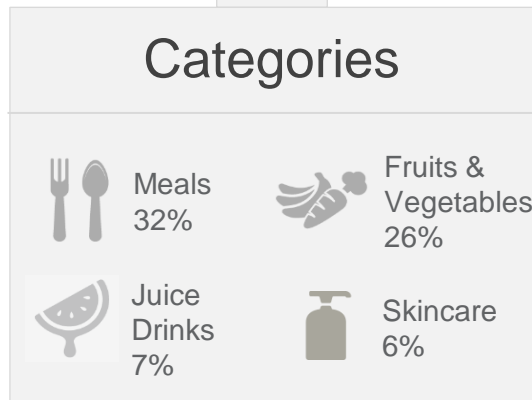 Categories
Meals
32%
Fruits &
Vegetables
26%
Juice
Drinks
7%
Skincare
6%